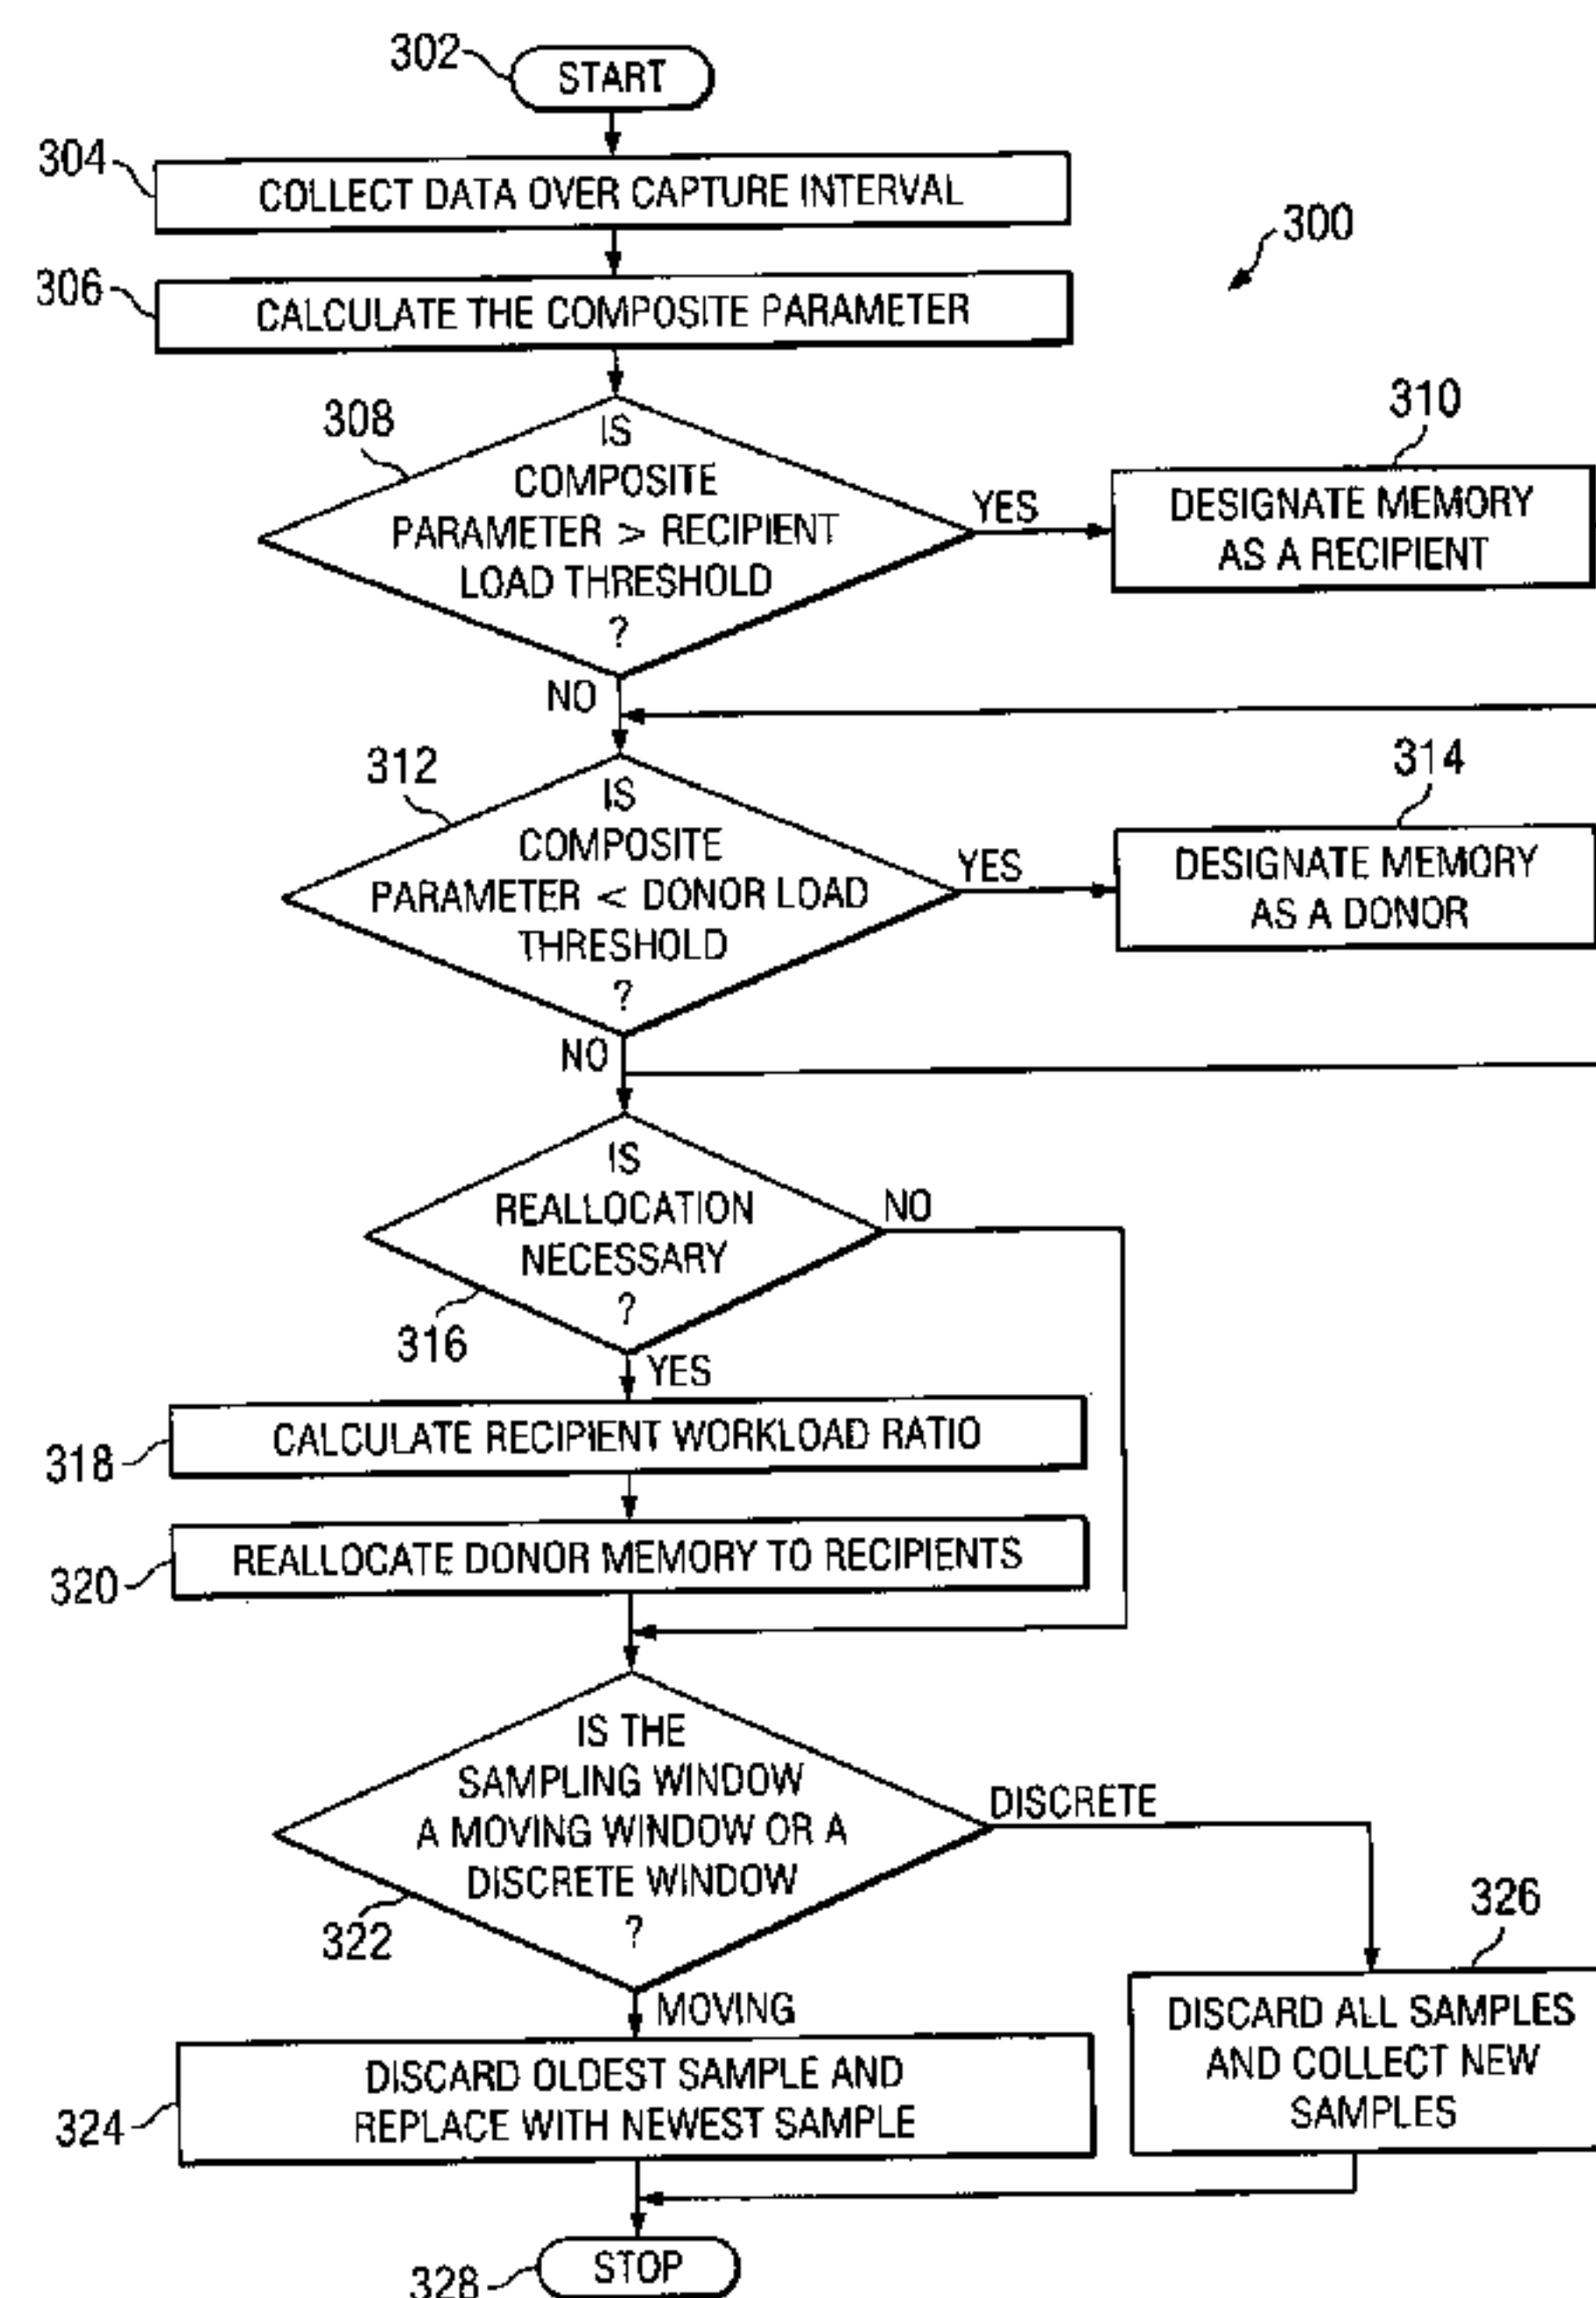 302
START
304
COLLECT DATA OVER CAPTURE INTERVAL
300
306
CALCULATE THE COMPOSITE PARAMETER
308
IS
COMPOSITE
PARAMETER > RECIPIENT
LOAD THRESHOLD
?
YES
310
DESIGNATE MEMORY
AS A RECIPIENT
NO
312
IS
COMPOSITE
PARAMETER < DONOR LOAD
THRESHOLD
?
YES
314
DESIGNATE MEMORY
AS A DONOR
NO
IS
REALLOCATION
NECESSARY
?
NO
316
YES
318
CALCULATE RECIPIENT WORKLOAD RATIO
320
REALLOCATE DONOR MEMORY TO RECIPIENTS
IS THE
SAMPLING WINDOW
A MOVING WINDOW OR A
DISCRETE WINDOW
?
322
DISCRETE
326
DISCARD ALL SAMPLES
AND COLLECT NEW
SAMPLES
MOVING
324
DISCARD OLDEST SAMPLE AND
REPLACE WITH NEWEST SAMPLE
328
STOP